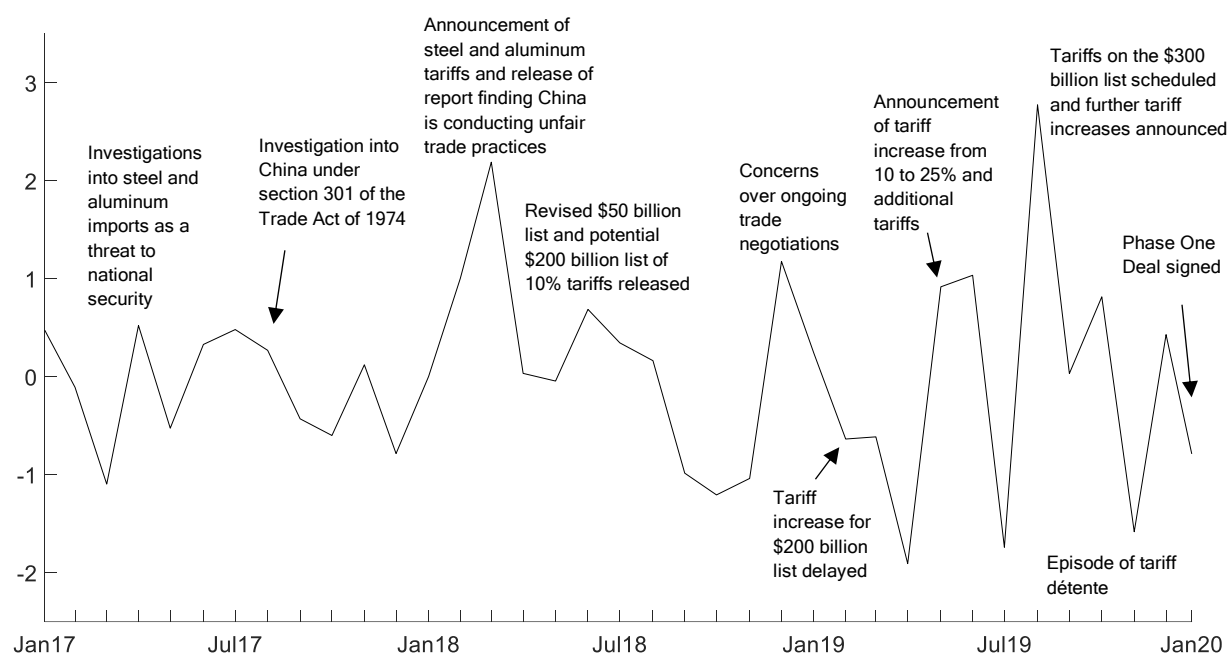 Announcement of
steel and aluminum
tariffs and release of
report finding China
is conducting unfair
trade practices
Tariffs on the $300
billion list scheduled
and further tariff
increases announced
Announcement
of tariff
increase from
10 to 25% and
additional
tariffs
Investigations
into steel and
aluminum
imports as a
threat to
national
security
Investigation into
China under
section 301 of the
Trade Act of 1974
Concerns
over ongoing
trade
negotiations
Revised $50 billion
list and potential
$200 billion list of
10% tariffs released
Phase One
Deal signed
Tariff
increase for
$200 billion
list delayed
Episode of tariff
détente
3
2
1
0
-1
-2
Jan17
Jul17
Jan18
Jul18
Jan19
Jul19
Jan20